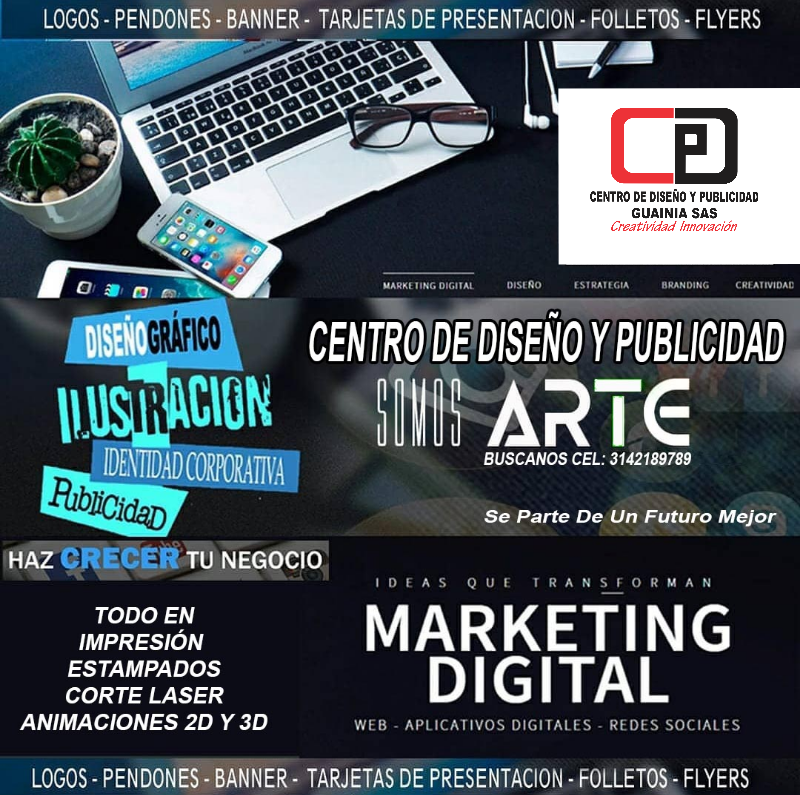 LOGOS - PENDONES - BANNER - TARJETAS DE PRESENTACION - FOLLETOS - FLYERS
CPD
CENTRO DE DISEÑO Y PUBLICIDAD
GUAINIA SAS
Creatividad Innovación
MARKETING DIGITAL DISEÑO ESTRATEGIA BRANDING CREATIVIDAD
DISEÑO GRÁFICO
ILUSTRACION
IDENTIDAD CORPORATIVA
PubliCidaD
CENTRO DE DISEÑO Y PUBLICIDAD
SOMOS ARTE
BUSCANOS CEL: 3142189789
Se Parte De Un Futuro Mejor
HAZ CRECER TU NEGOCIO
TODO EN
IMPRESIÓN
ESTAMPADOS
CORTE LASER
ANIMACIONES 2D Y 3D
IDEAS QUE TRANSFORMAN
MARKETING
DIGITAL
WEB - APLICATIVOS DIGITALES - REDES SOCIALES
LOGOS - PENDONES - BANNER - TARJETAS DE PRESENTACION - FOLLETOS - FLYERS